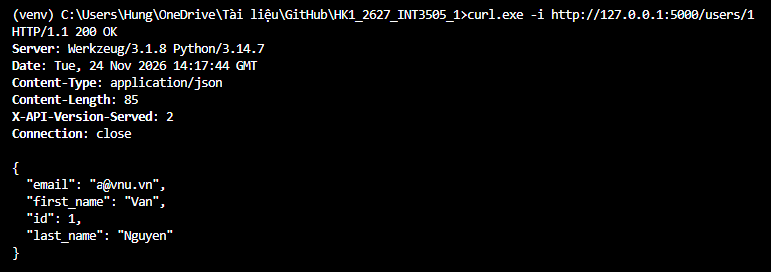 (venv) C:\Users\Hung\OneDrive\Tài liệu\GitHub\HK1_2627_INT3505_1>curl.exe -i http://127.0.0.1:5000/users/1
HTTP/1.1 200 OK
Server: Werkzeug/3.1.8 Python/3.14.7
Date: Tue, 24 Nov 2026 14:17:44 GMT
Content-Type: application/json
Content-Length: 85
X-API-Version-Served: 2
Connection: close

{
  "email": "a@vnu.vn",
  "first_name": "Van",
  "id": 1,
  "last_name": "Nguyen"
}